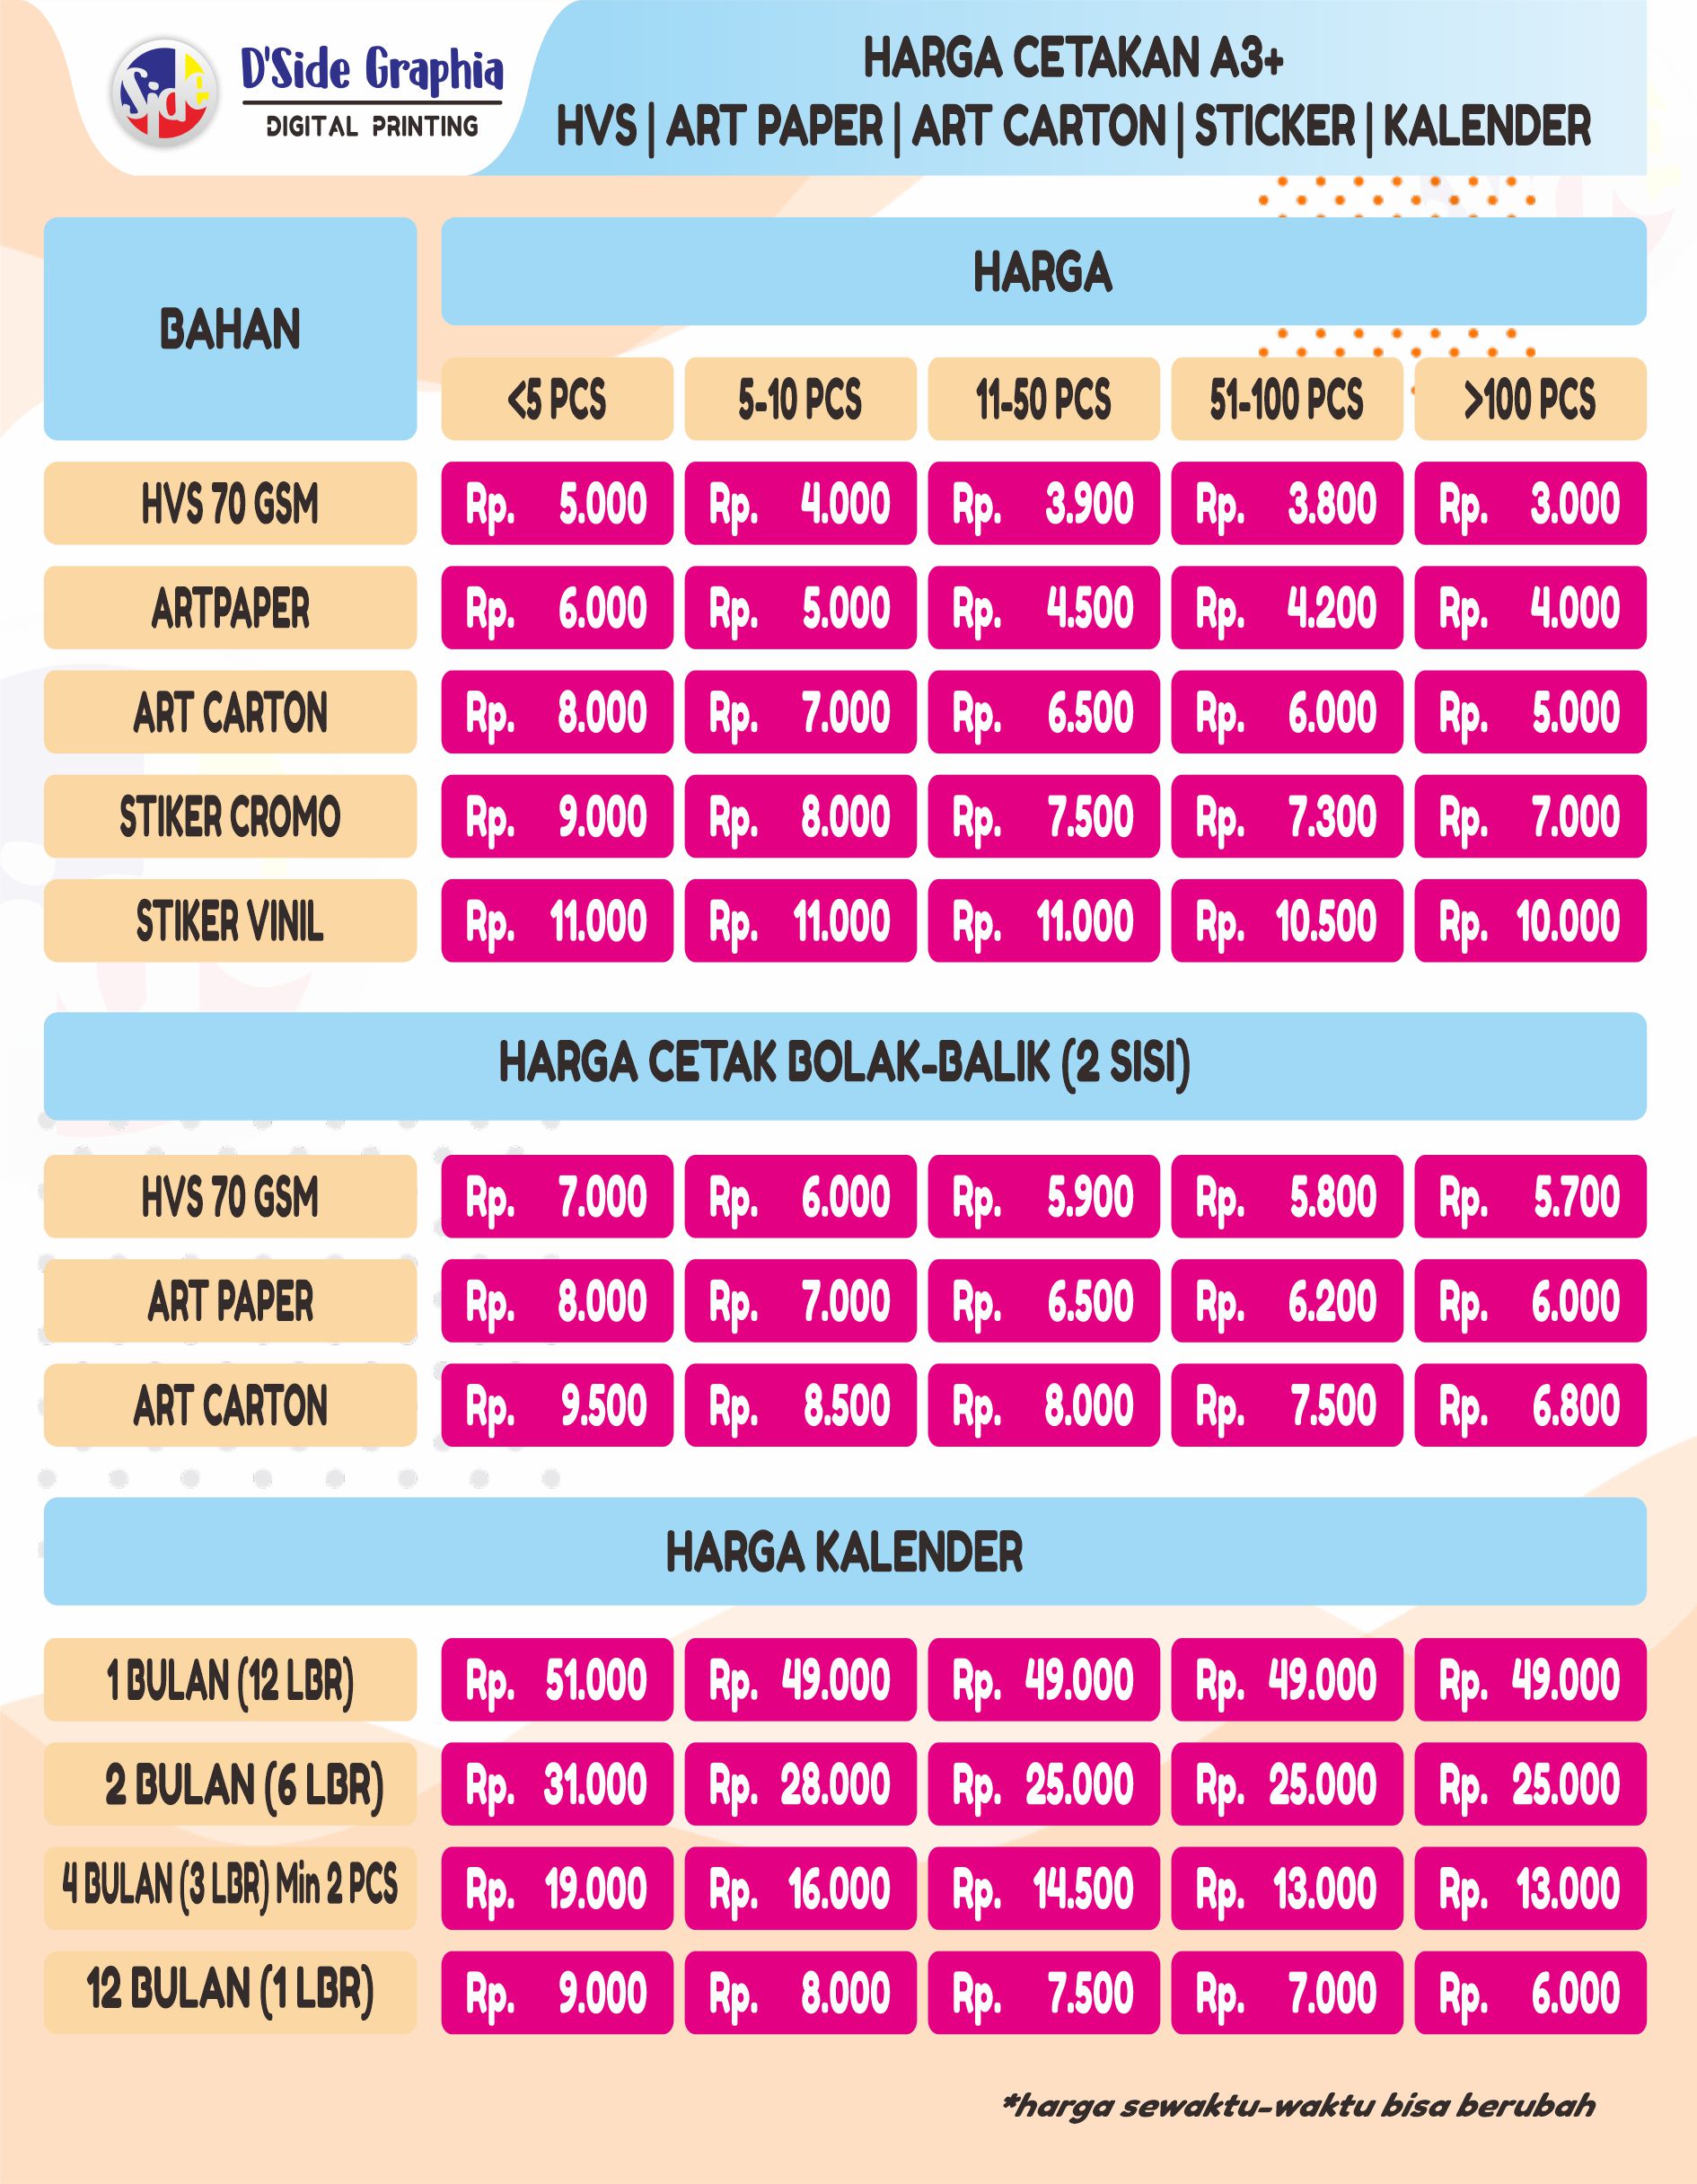 Side
D'Side Graphia
DIGITAL PRINTING
HARGA CETAKAN A3+
HVS | ART PAPER | ART CARTON | STICKER | KALENDER
BAHAN
HARGA
<5 PCS 5-10 PCS 11-50 PCS 51-100 PCS >100 PCS
HVS 70 GSM Rp. 5.000 Rp. 4.000 Rp. 3.900 Rp. 3.800 Rp. 3.000
ARTPAPER Rp. 6.000 Rp. 5.000 Rp. 4.500 Rp. 4.200 Rp. 4.000
ART CARTON Rp. 8.000 Rp. 7.000 Rp. 6.500 Rp. 6.000 Rp. 5.000
STIKER CROMO Rp. 9.000 Rp. 8.000 Rp. 7.500 Rp. 7.300 Rp. 7.000
STIKER VINIL Rp. 11.000 Rp. 11.000 Rp. 11.000 Rp. 10.500 Rp. 10.000
HARGA CETAK BOLAK-BALIK (2 SISI)
HVS 70 GSM Rp. 7.000 Rp. 6.000 Rp. 5.900 Rp. 5.800 Rp. 5.700
ART PAPER Rp. 8.000 Rp. 7.000 Rp. 6.500 Rp. 6.200 Rp. 6.000
ART CARTON Rp. 9.500 Rp. 8.500 Rp. 8.000 Rp. 7.500 Rp. 6.800
HARGA KALENDER
1 BULAN (12 LBR) Rp. 51.000 Rp. 49.000 Rp. 49.000 Rp. 49.000 Rp. 49.000
2 BULAN (6 LBR) Rp. 31.000 Rp. 28.000 Rp. 25.000 Rp. 25.000 Rp. 25.000
4 BULAN (3 LBR) Min 2 PCS Rp. 19.000 Rp. 16.000 Rp. 14.500 Rp. 13.000 Rp. 13.000
12 BULAN (1 LBR) Rp. 9.000 Rp. 8.000 Rp. 7.500 Rp. 7.000 Rp. 6.000
*harga sewaktu-waktu bisa berubah